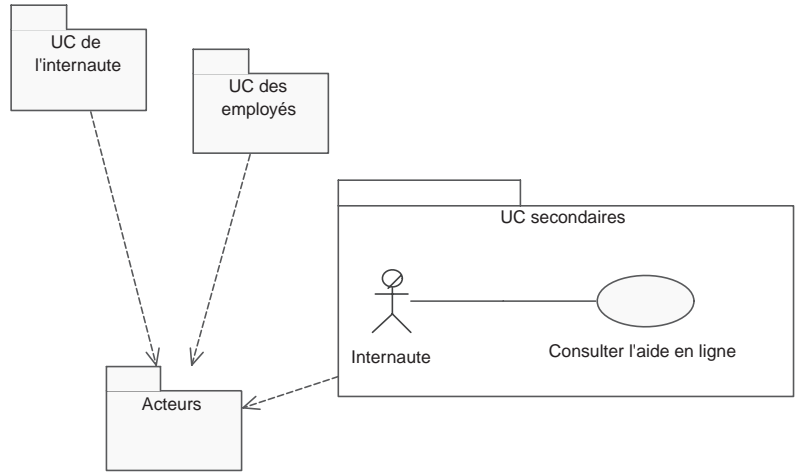 UC de
l'internaute
UC des
employés
UC secondaires
Internaute
Consulter l'aide en ligne
Acteurs